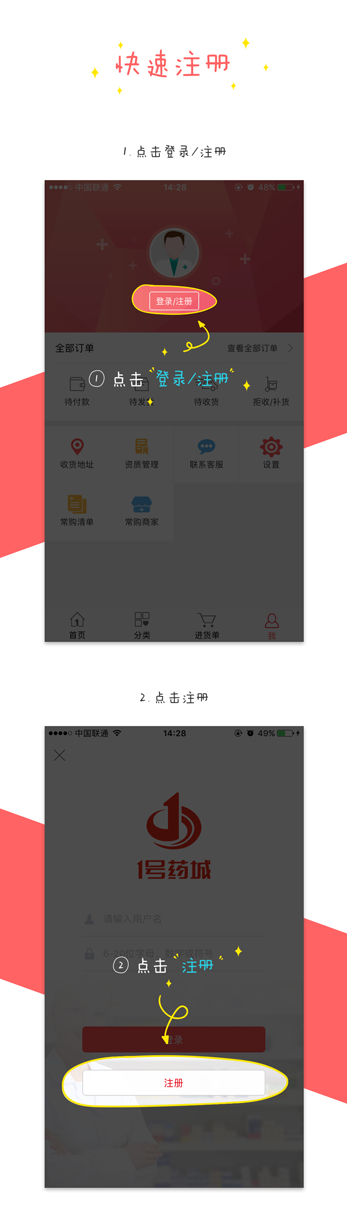 快速注册
1.点击登录/注册
中国联通 14:28 48%
登录/注册
全部订单 查看全部订单
① 点击 "登录/注册"
待付款 待发 待收货 拒收/补货
收货地址 资质管理 联系客服 设置
常购清单 常购商家
首页 分类 进货单 我
2.点击注册
中国联通 14:28 49%
1号药城
请输入用户名
② 点击 "注册"
登录
注册